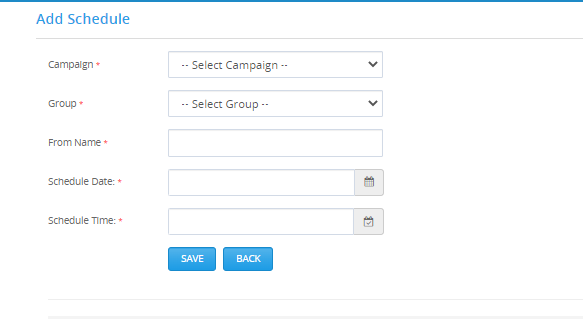 Add Schedule
Campaign *
-- Select Campaign --
Group *
-- Select Group --
From Name *
Schedule Date: *
Schedule Time: *
SAVE BACK